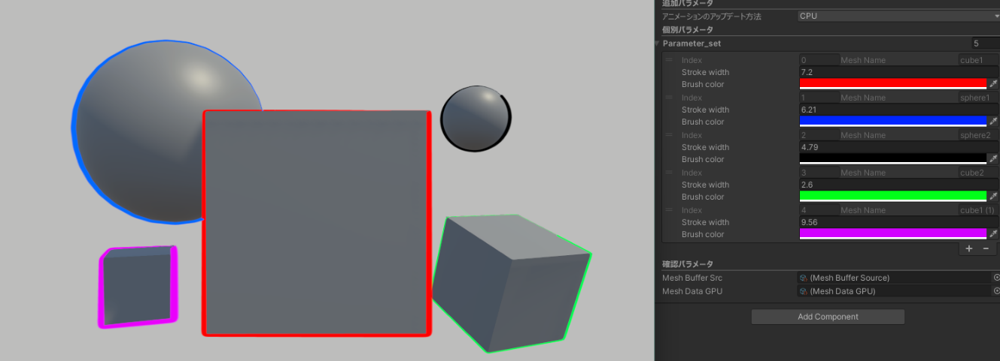 追加パラメータ
アニメーションのアップデート方法 CPU
個別パラメータ
Parameter_set 5
Index 0 Mesh Name cube1
Stroke width 7.2
Brush color
Index 1 Mesh Name sphere1
Stroke width 6.21
Brush color
Index 2 Mesh Name sphere2
Stroke width 4.79
Brush color
Index 3 Mesh Name cube2
Stroke width 2.6
Brush color
Index 4 Mesh Name cube1 (1)
Stroke width 9.56
Brush color
+ −
確認パラメータ
Mesh Buffer Src (Mesh Buffer Source)
Mesh Data GPU (Mesh Data GPU)
Add Component